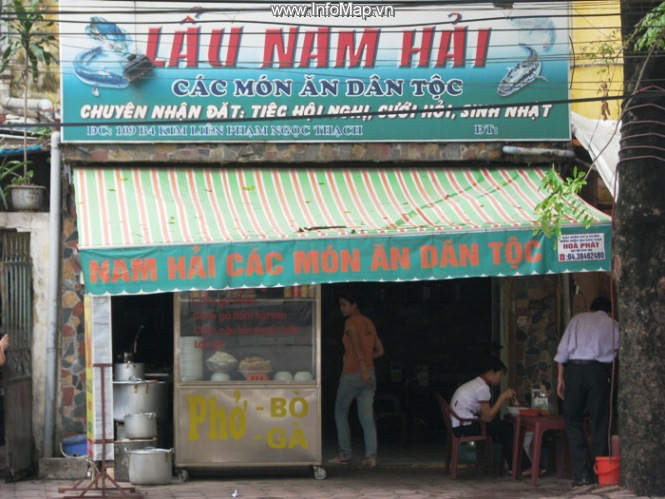 www.InfoMap.vn
LẨU NAM HẢI
CÁC MÓN ĂN DÂN TỘC
CHUYÊN NHẬN ĐẶT: TIỆC HỘI NGHỊ, CƯỚI HỎI, SINH NHẬT
ĐC: 109 B4 KIM LIÊN PHẠM NGỌC THẠCH ĐT:
NAM HẢI CÁC MÓN ĂN DÂN TỘC
HOÀ PHÁT
Phở - BÒ
- GÀ